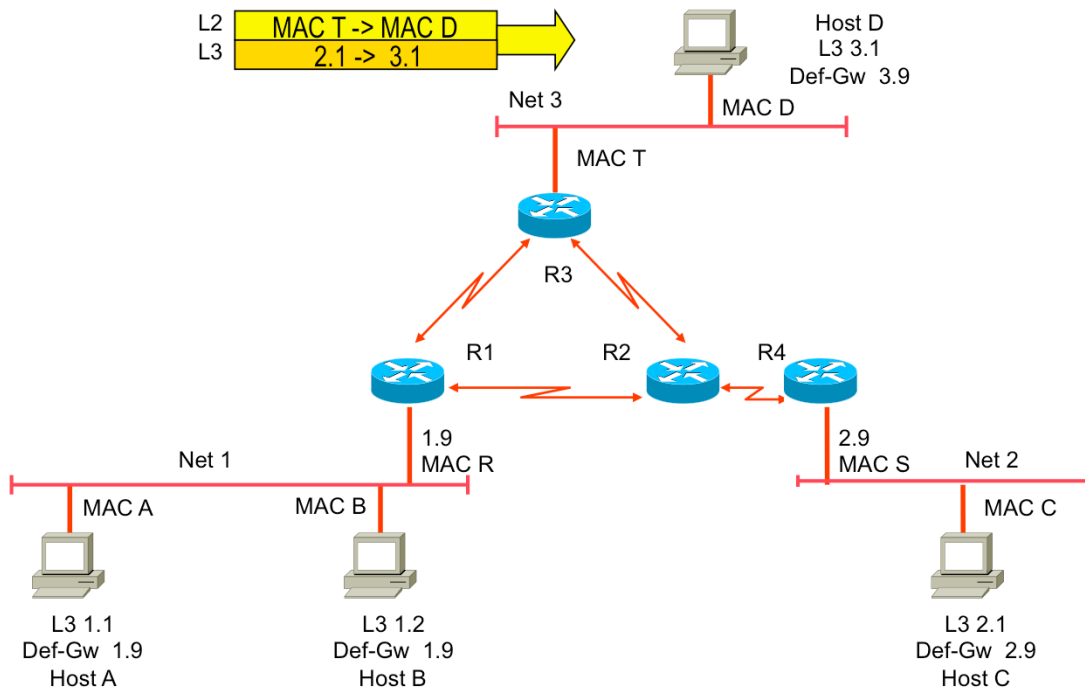 L2
MAC T -> MAC D
L3
2.1 -> 3.1
Host D
L3 3.1
Def-Gw 3.9
Net 3
MAC D
MAC T
R3
R1
R2
R4
1.9
MAC R
2.9
MAC S
Net 1
Net 2
MAC A
MAC B
MAC C
L3 1.1
Def-Gw 1.9
Host A
L3 1.2
Def-Gw 1.9
Host B
L3 2.1
Def-Gw 2.9
Host C